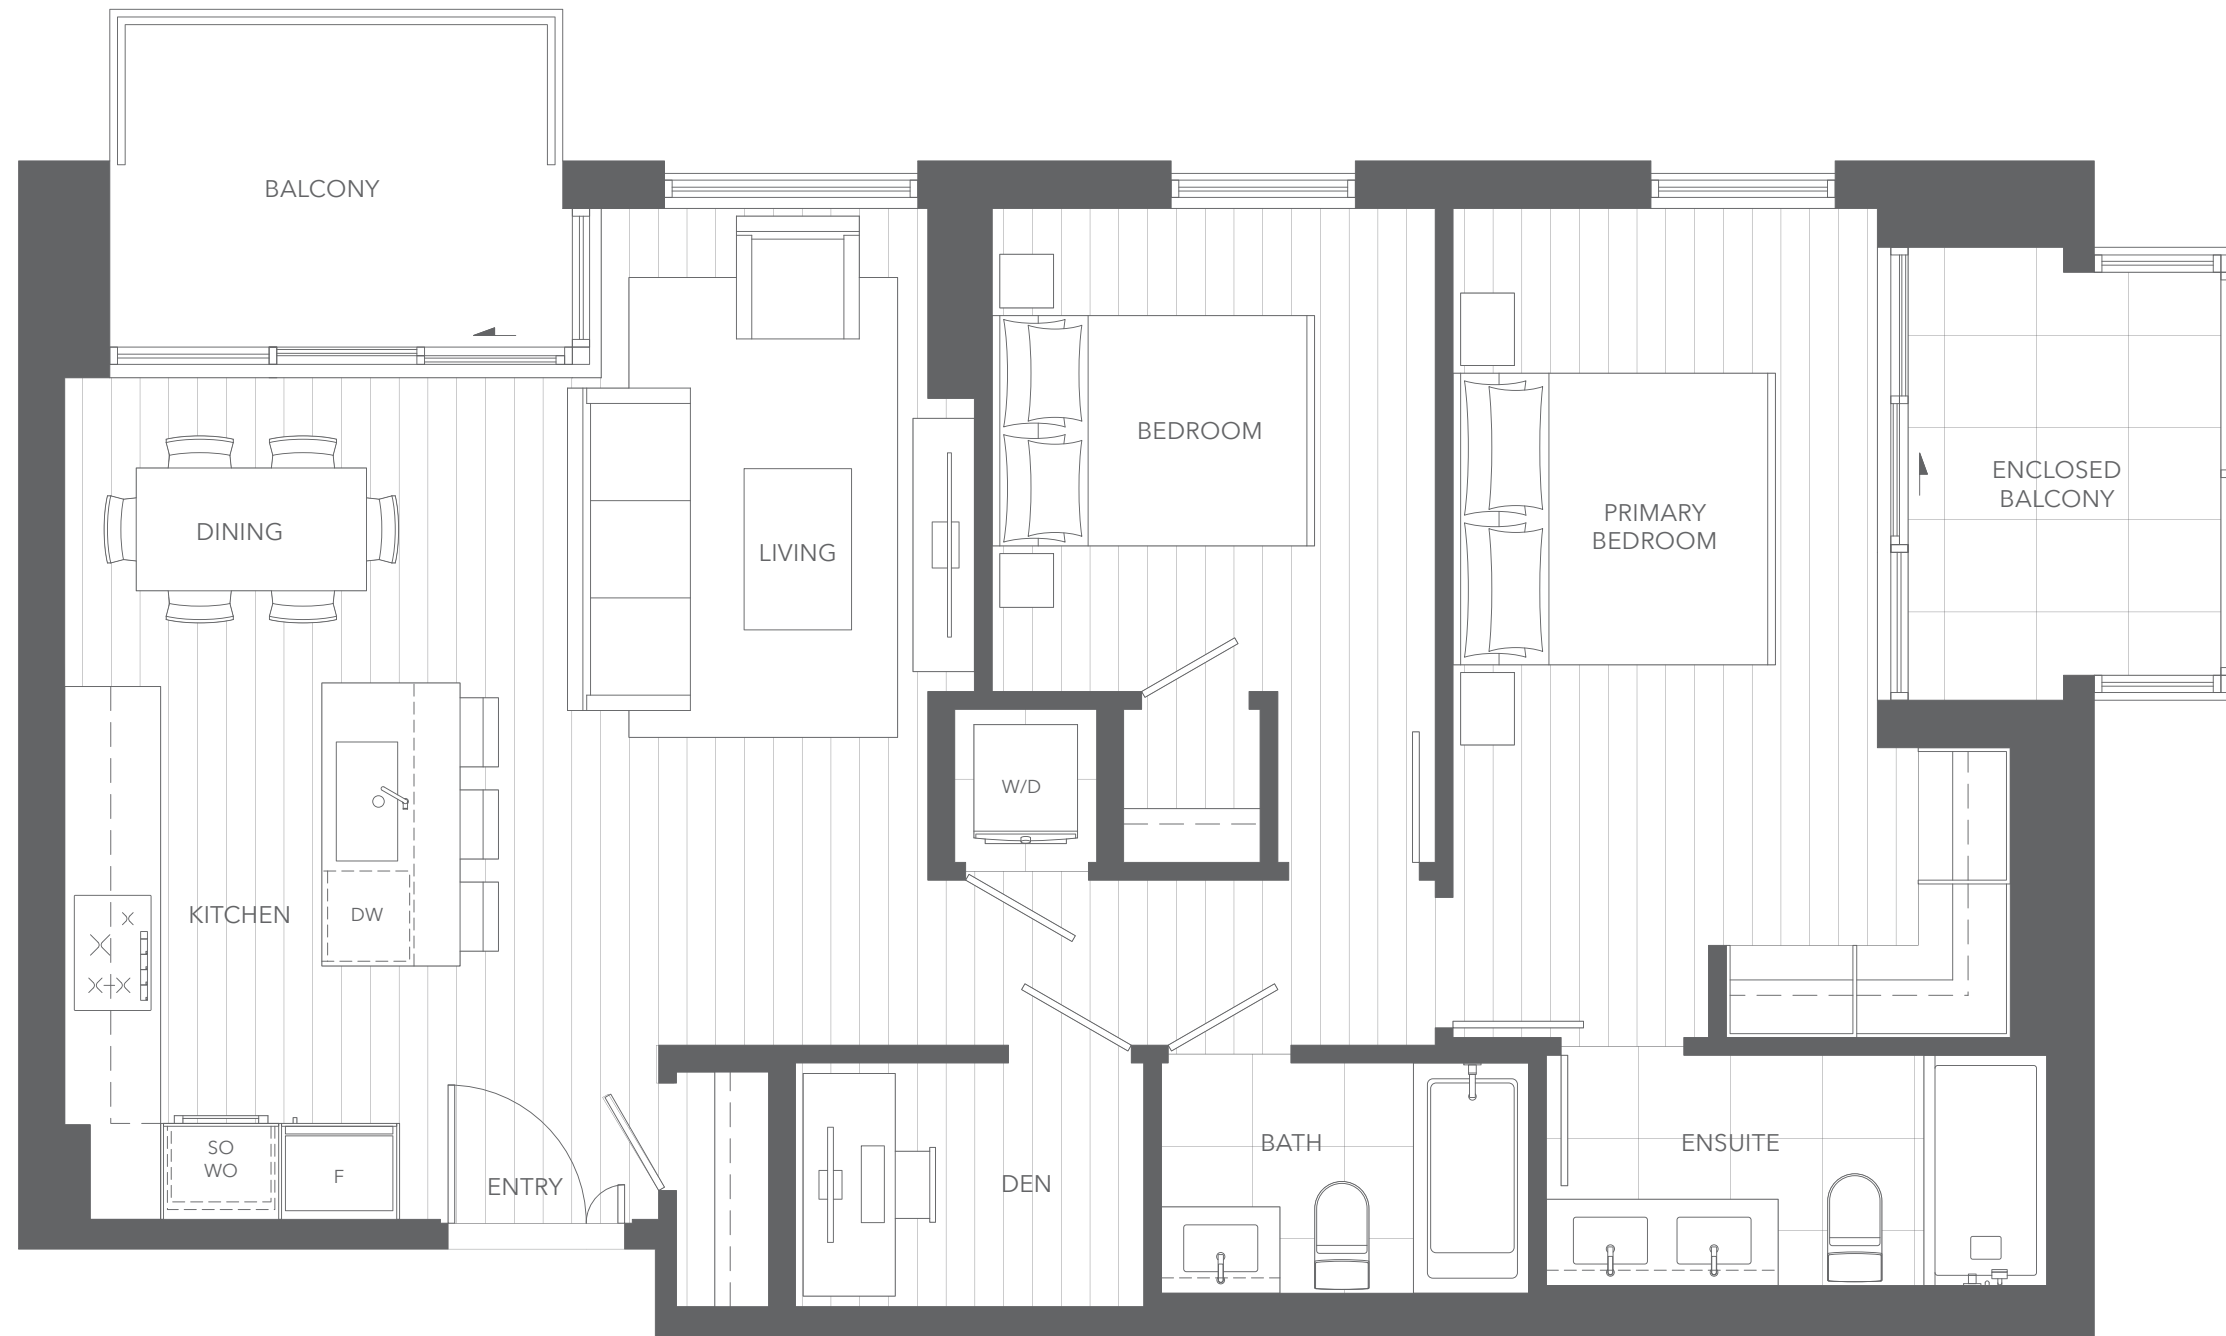 BALCONY
BEDROOM
ENCLOSED
BALCONY
PRIMARY
BEDROOM
DINING
LIVING
W/D
KITCHEN
DW
SO
WO
F
ENTRY
DEN
BATH
ENSUITE